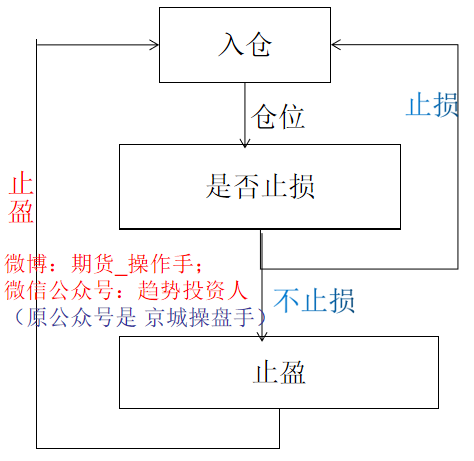 入仓
仓位
止损
是否止损
止
盈
微博：期货_操作手；
微信公众号：趋势投资人
（原公众号是 京城操盘手）
不止损
止盈